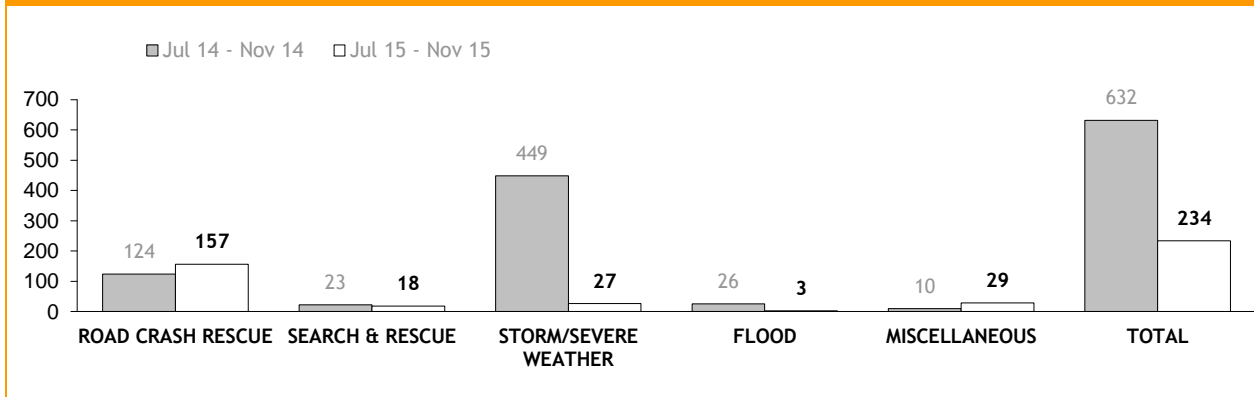 Jul 14 - Nov 14 Jul 15 - Nov 15
700
600
500
400
300
200
100
0
124 157 23 18 449 27 26 3 10 29 632 234
ROAD CRASH RESCUE SEARCH & RESCUE STORM/SEVERE WEATHER FLOOD MISCELLANEOUS TOTAL